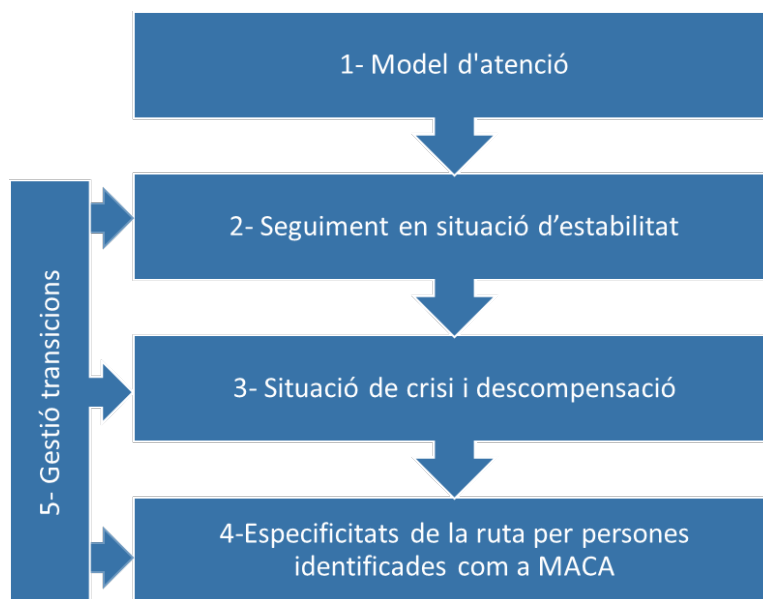 1- Model d'atenció
2- Seguiment en situació d’estabilitat
3- Situació de crisi i descompensació
4-Especificitats de la ruta per persones
identificades com a MACA
5- Gestió transicions